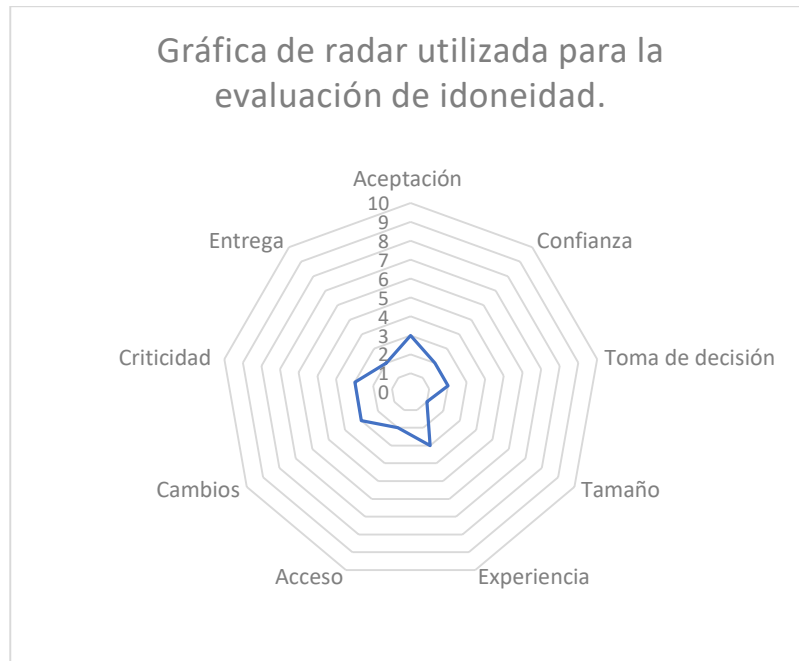 Gráfica de radar utilizada para la
evaluación de idoneidad.
Aceptación
10
9
8
7
6
5
4
3
2
1
0
Confianza
Toma de decisión
Tamaño
Experiencia
Acceso
Cambios
Criticidad
Entrega